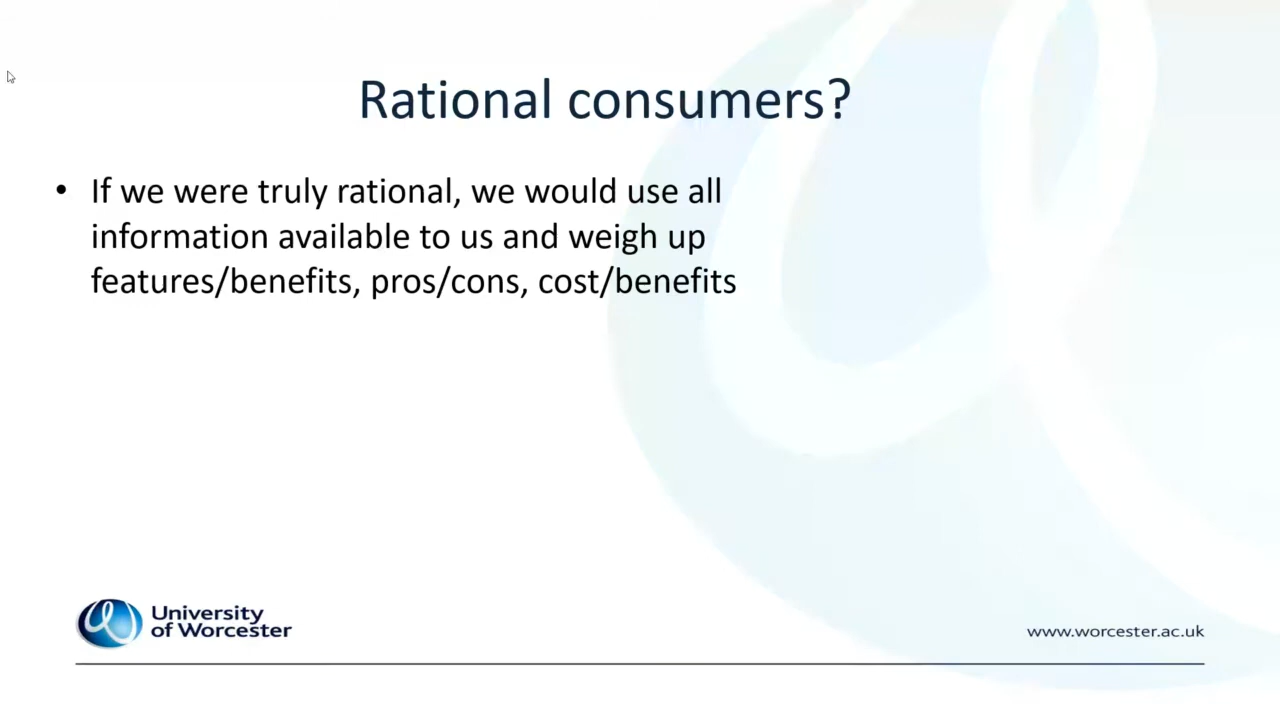 Rational consumers?
• If we were truly rational, we would use all
information available to us and weigh up
features/benefits, pros/cons, cost/benefits
University
of Worcester
www.worcester.ac.uk